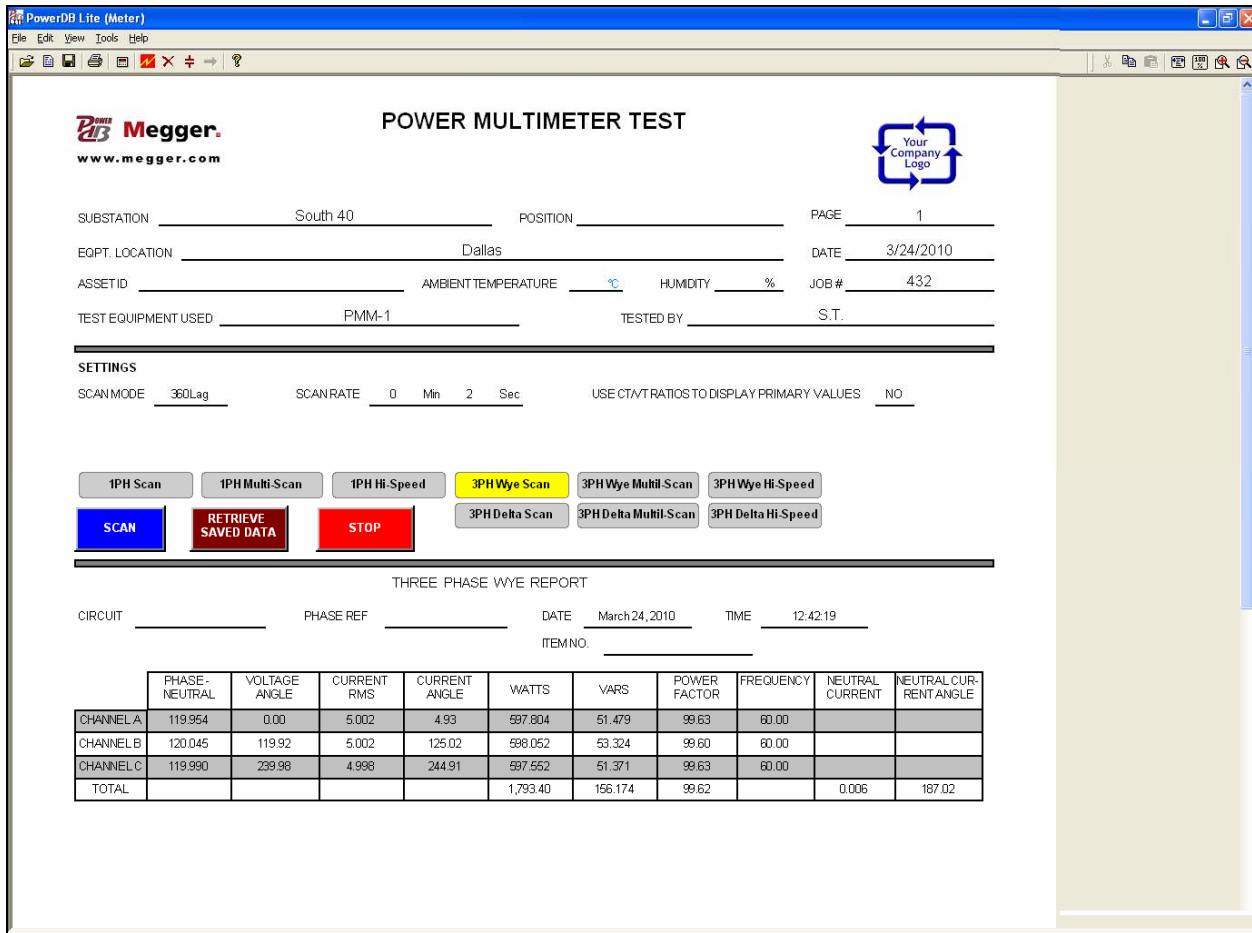 PowerDB Lite (Meter)
File Edit View Tools Help
POWER DB Megger.
www.megger.com
POWER MULTIMETER TEST
Your Company Logo
SUBSTATION South 40 POSITION PAGE 1
EQPT. LOCATION Dallas DATE 3/24/2010
ASSET ID AMBIENT TEMPERATURE °C HUMIDITY % JOB # 432
TEST EQUIPMENT USED PMM-1 TESTED BY S.T.
SETTINGS
SCAN MODE 360Lag SCAN RATE 0 Min 2 Sec USE CT/VT RATIOS TO DISPLAY PRIMARY VALUES NO
1PH Scan 1PH Multi-Scan 1PH Hi-Speed 3PH Wye Scan 3PH Wye Multil-Scan 3PH Wye Hi-Speed
SCAN RETRIEVE SAVED DATA STOP 3PH Delta Scan 3PH Delta Multil-Scan 3PH Delta Hi-Speed
THREE PHASE WYE REPORT
CIRCUIT PHASE REF DATE March 24, 2010 TIME 12:42:19
ITEM NO.
PHASE-NEUTRAL VOLTAGE ANGLE CURRENT RMS CURRENT ANGLE WATTS VARS POWER FACTOR FREQUENCY NEUTRAL CURRENT NEUTRAL CUR-RENT ANGLE
CHANNEL A 119.954 0.00 5.002 4.93 597.804 51.479 99.63 60.00
CHANNEL B 120.045 119.92 5.002 125.02 598.052 53.324 99.60 60.00
CHANNEL C 119.990 239.98 4.998 244.91 597.552 51.371 99.63 60.00
TOTAL 1,793.40 156.174 99.62 0.006 187.02